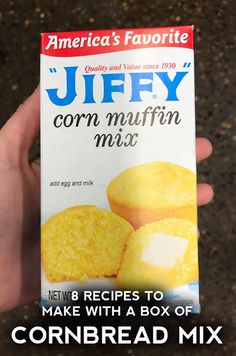 America's Favorite
Quality and Value since 1930
"JIFFY"
corn muffin
mix
add egg and milk
NET W
8 RECIPES TO
MAKE WITH A BOX OF
CORNBREAD MIX